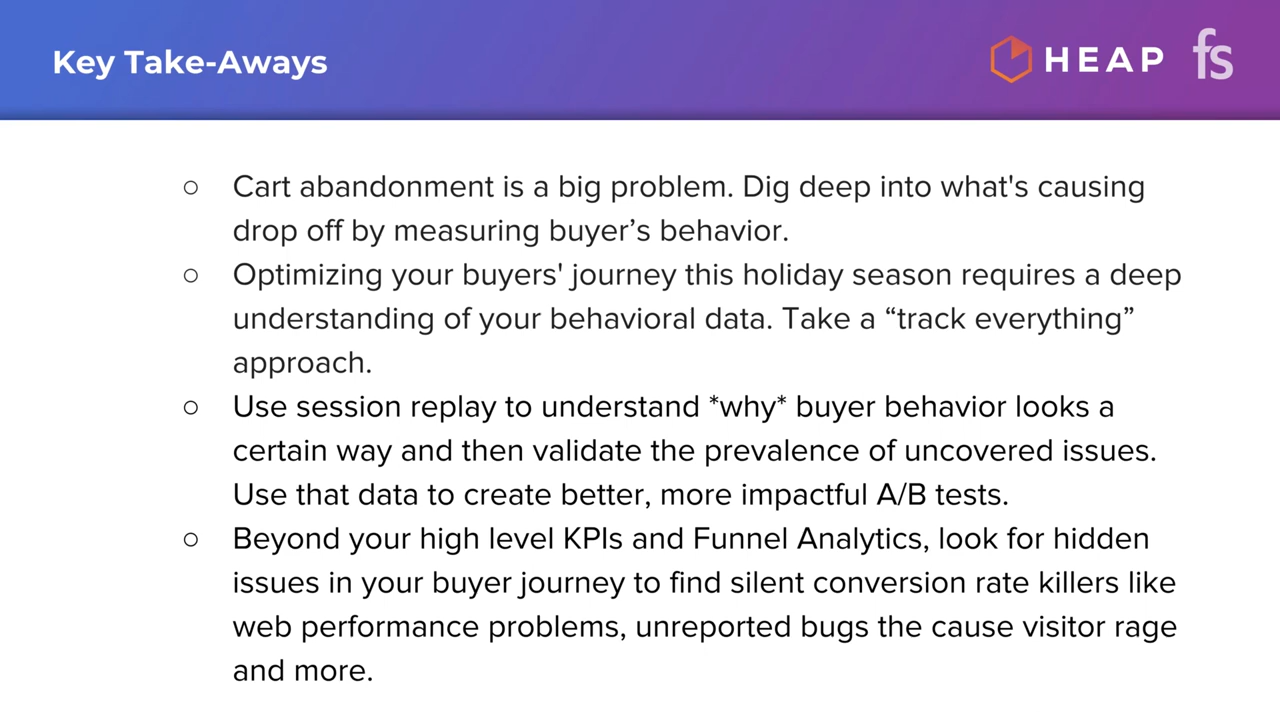 Key Take-Aways
HEAP
fs
○ Cart abandonment is a big problem. Dig deep into what's causing
drop off by measuring buyer’s behavior.
○ Optimizing your buyers' journey this holiday season requires a deep
understanding of your behavioral data. Take a “track everything”
approach.
○ Use session replay to understand *why* buyer behavior looks a
certain way and then validate the prevalence of uncovered issues.
Use that data to create better, more impactful A/B tests.
○ Beyond your high level KPIs and Funnel Analytics, look for hidden
issues in your buyer journey to find silent conversion rate killers like
web performance problems, unreported bugs the cause visitor rage
and more.